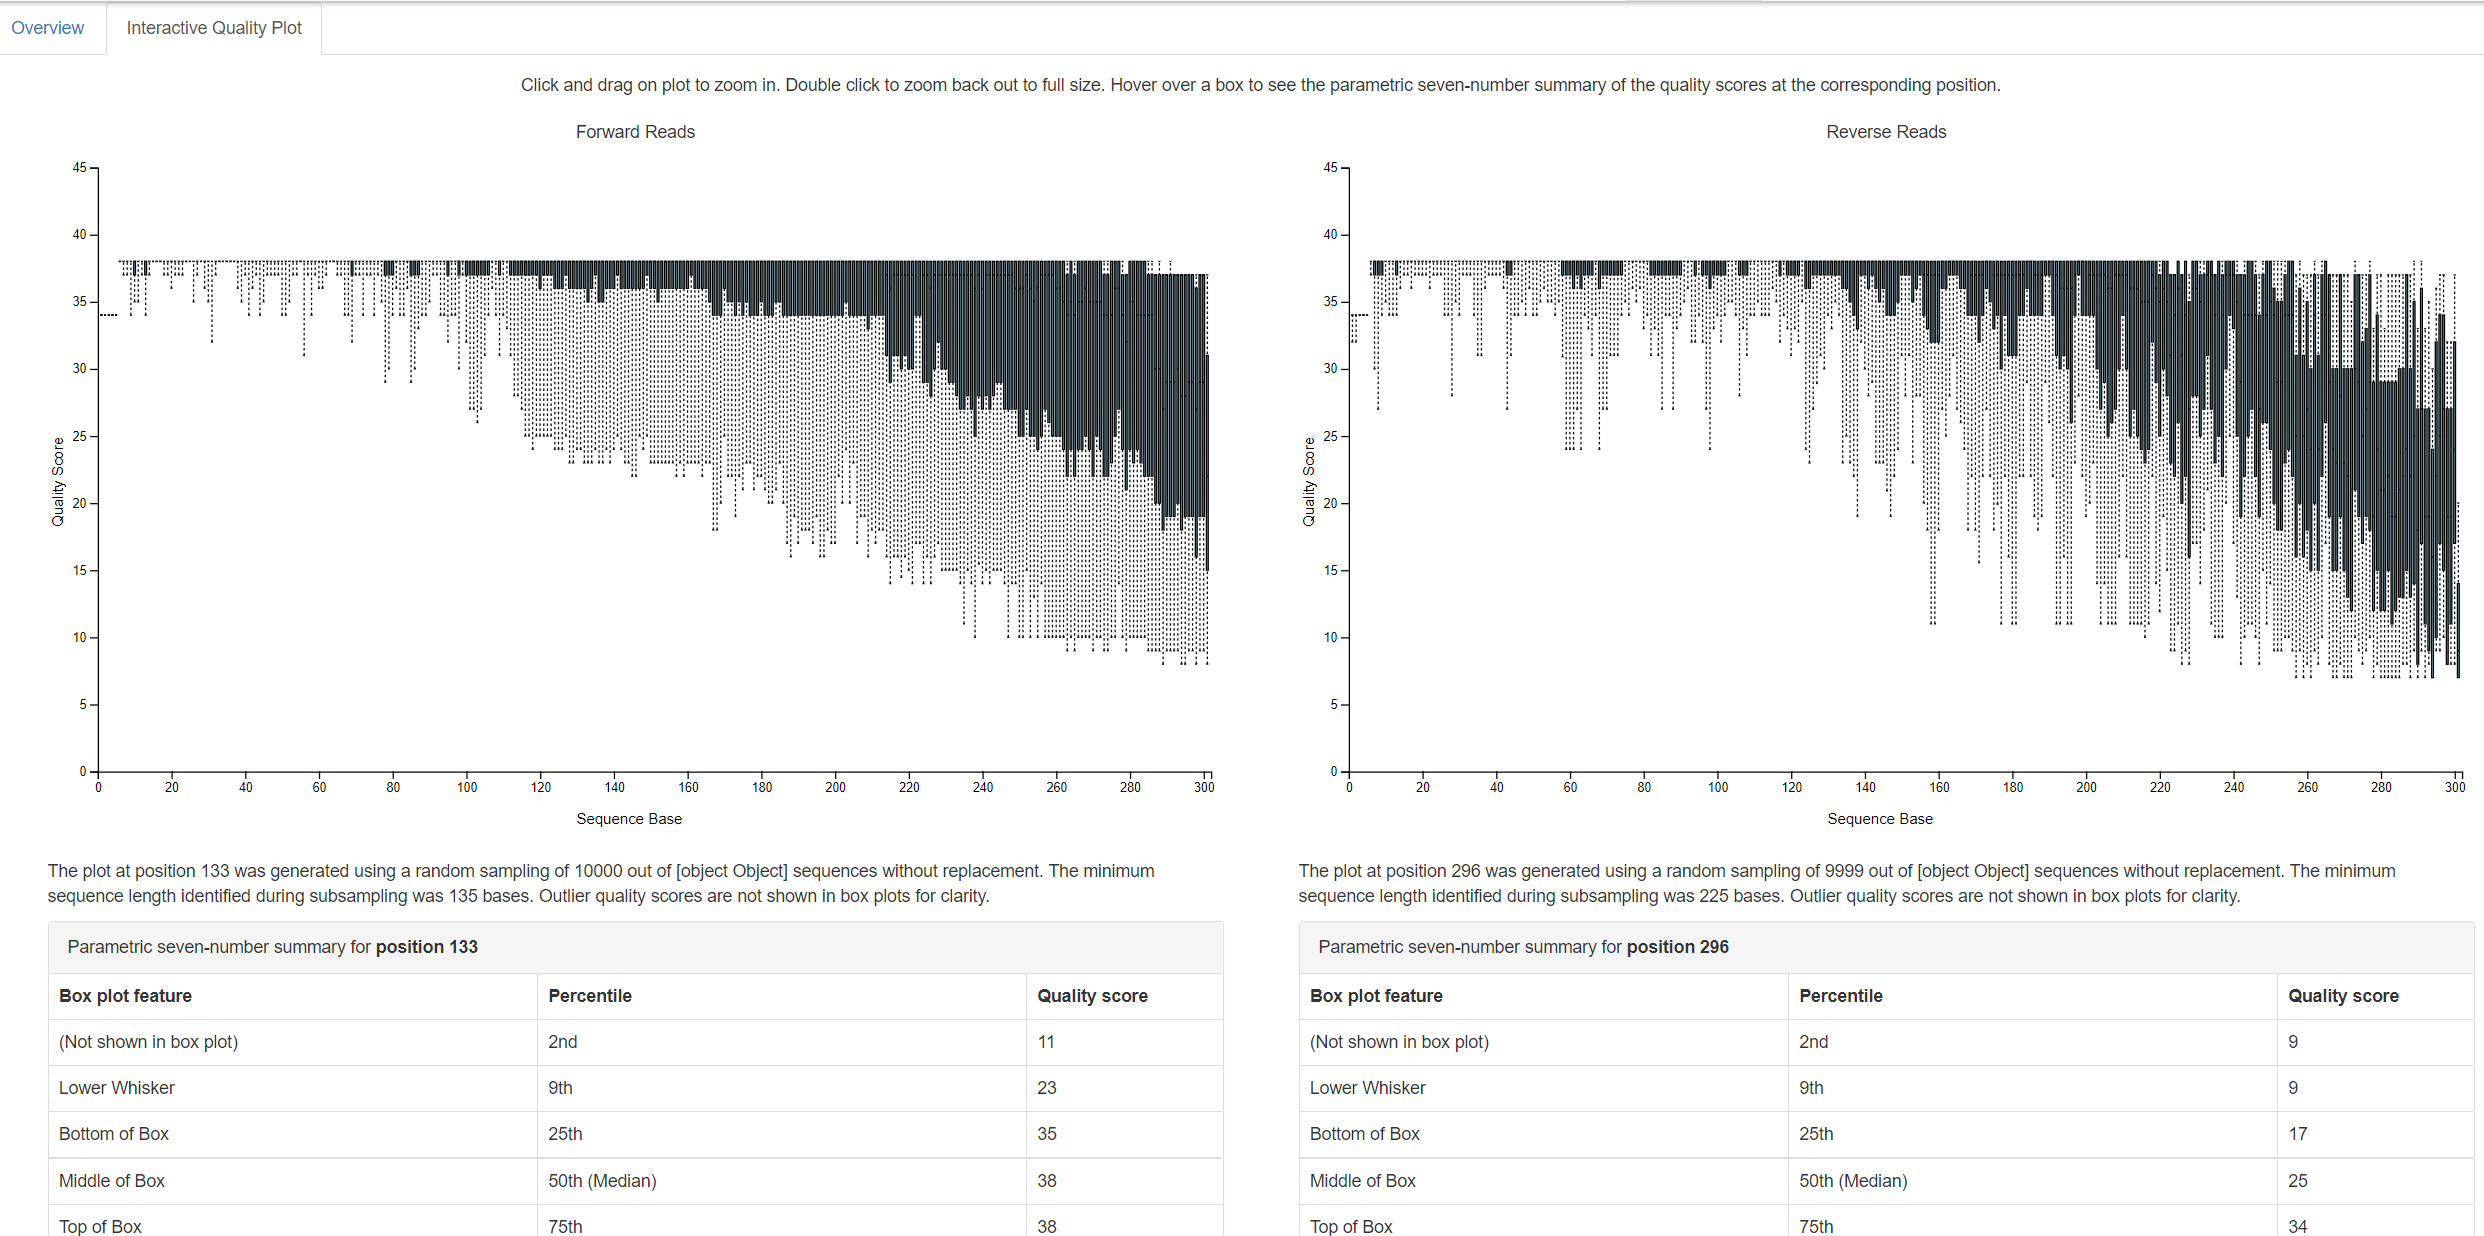 Overview
Interactive Quality Plot
Click and drag on plot to zoom in. Double click to zoom back out to full size. Hover over a box to see the parametric seven-number summary of the quality scores at the corresponding position.
Forward Reads
45
40
35
30
25
20
15
10
5
0
Quality Score
0 20 40 60 80 100 120 140 160 180 200 220 240 260 280 300
Sequence Base
The plot at position 133 was generated using a random sampling of 10000 out of [object Object] sequences without replacement. The minimum
sequence length identified during subsampling was 135 bases. Outlier quality scores are not shown in box plots for clarity.
Parametric seven-number summary for position 133
Box plot feature Percentile Quality score
(Not shown in box plot) 2nd 11
Lower Whisker 9th 23
Bottom of Box 25th 35
Middle of Box 50th (Median) 38
Top of Box 75th 38
Reverse Reads
45
40
35
30
25
20
15
10
5
0
Quality Score
0 20 40 60 80 100 120 140 160 180 200 220 240 260 280 300
Sequence Base
The plot at position 296 was generated using a random sampling of 9999 out of [object Object] sequences without replacement. The minimum
sequence length identified during subsampling was 225 bases. Outlier quality scores are not shown in box plots for clarity.
Parametric seven-number summary for position 296
Box plot feature Percentile Quality score
(Not shown in box plot) 2nd 9
Lower Whisker 9th 9
Bottom of Box 25th 17
Middle of Box 50th (Median) 25
Top of Box 75th 34